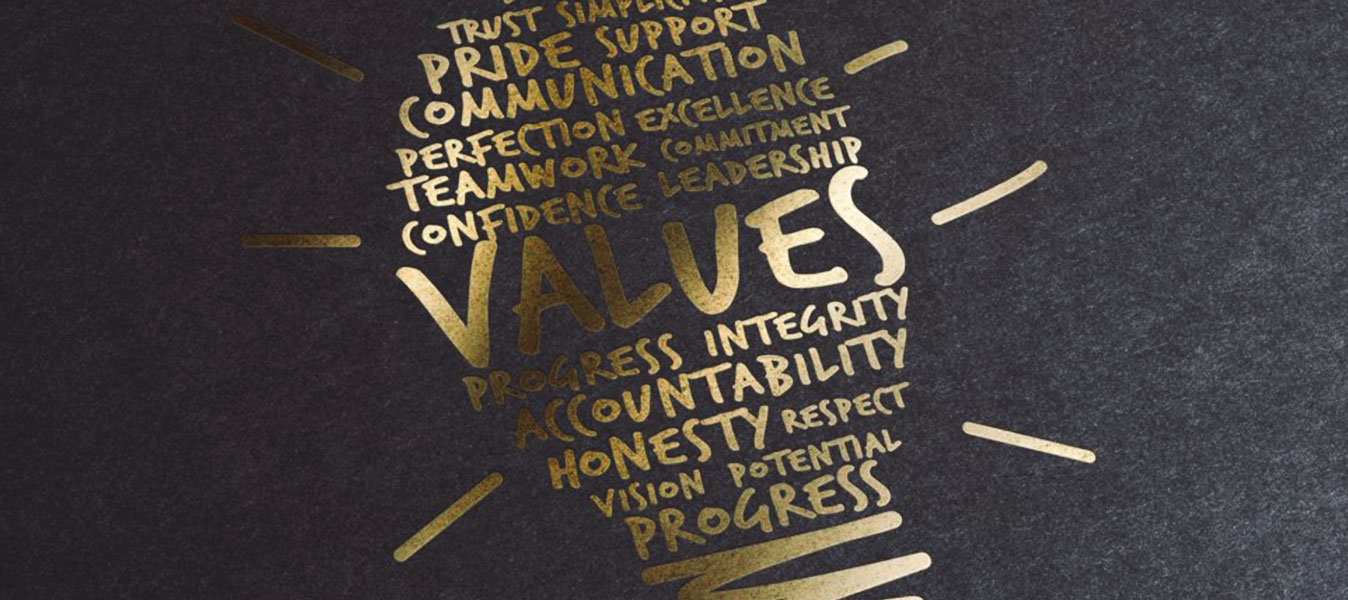 TRUST
PRIDE SUPPORT
COMMUNICATION
PERFECTION EXCELLENCE
TEAMWORK COMMITMENT
CONFIDENCE LEADERSHIP
VALUES
PROGRESS INTEGRITY
ACCOUNTABILITY
HONESTY RESPECT
VISION POTENTIAL
PROGRESS